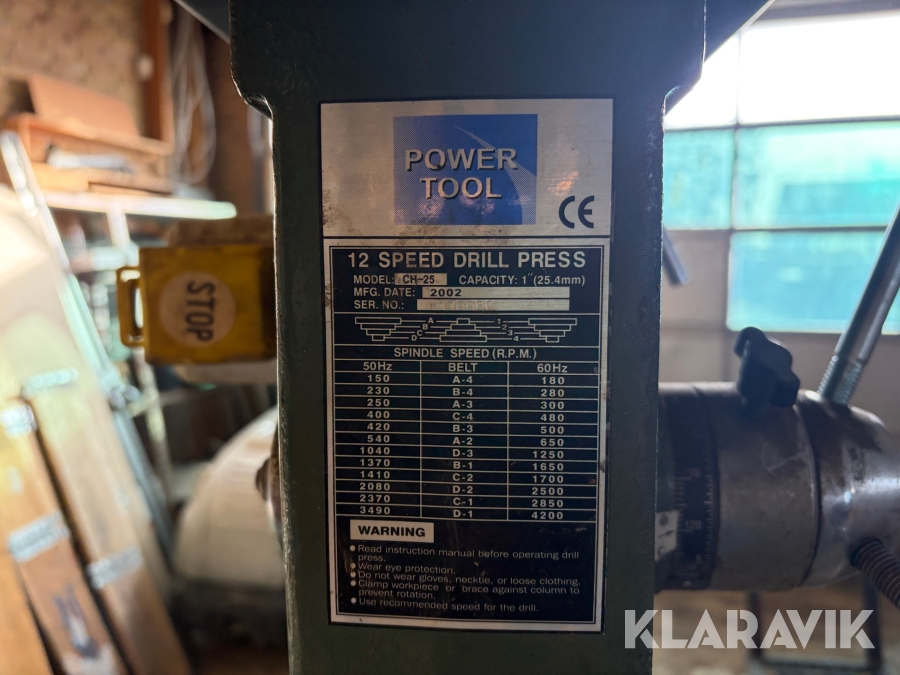 POWER
TOOL
CE
12 SPEED DRILL PRESS
MODEL: CH-25 CAPACITY: 1"(25.4mm)
MFG. DATE: 2002
SER. NO.:
A 1
B 2
C 3
D 4
SPINDLE SPEED (R.P.M.)
50Hz BELT 60Hz
150 A-4 180
230 B-4 280
250 A-3 300
400 C-4 480
420 B-3 500
540 A-2 650
1040 D-3 1250
1370 B-1 1650
1410 C-2 1700
2080 D-2 2500
2370 C-1 2850
3490 D-1 4200
WARNING
Read instruction manual before operating drill
press.
Wear eye protection.
Do not wear gloves, necktie, or loose clothing.
Clamp workpiece or brace against column to
prevent rotation.
Use recommended speed for the drill.
STOP
KLARAVIK